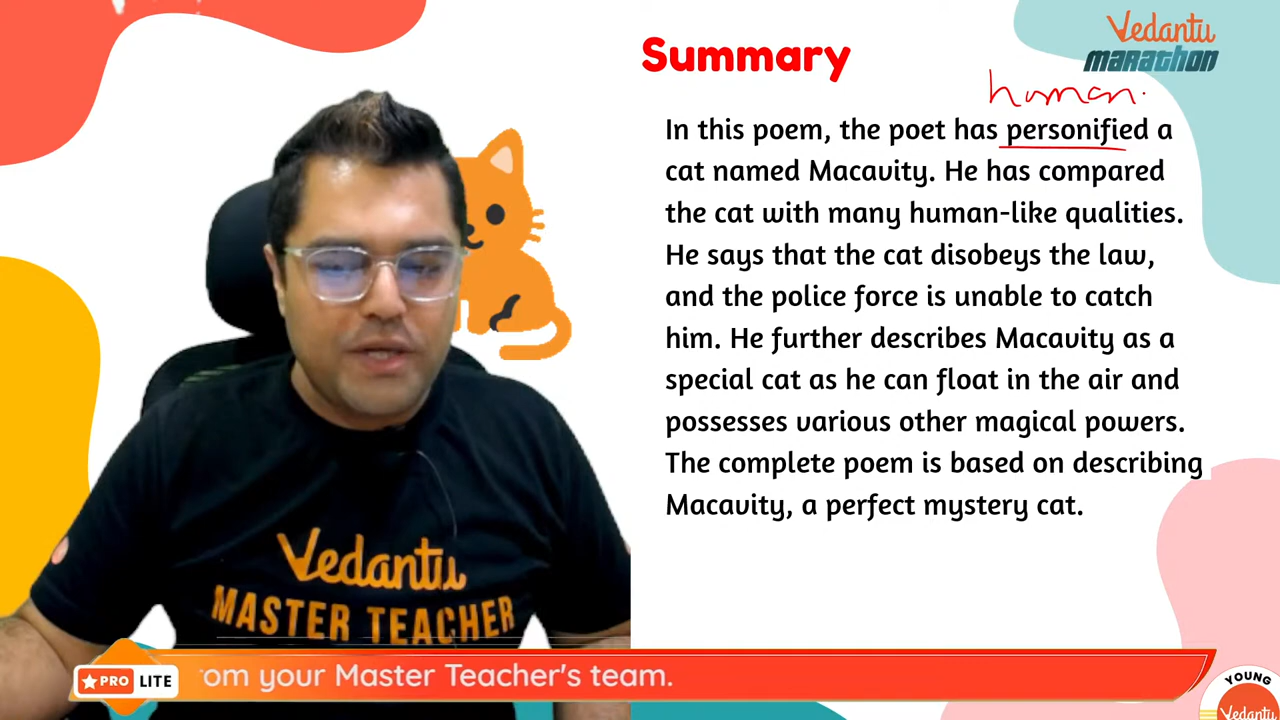 Vedantu
MARATHON
Summary
human.
In this poem, the poet has personified a
cat named Macavity. He has compared
the cat with many human-like qualities.
He says that the cat disobeys the law,
and the police force is unable to catch
him. He further describes Macavity as a
special cat as he can float in the air and
possesses various other magical powers.
The complete poem is based on describing
Macavity, a perfect mystery cat.
Vedantu
MASTER TEACHER
PRO LITE
om your Master Teacher's team.
YOUNG
Vedantu